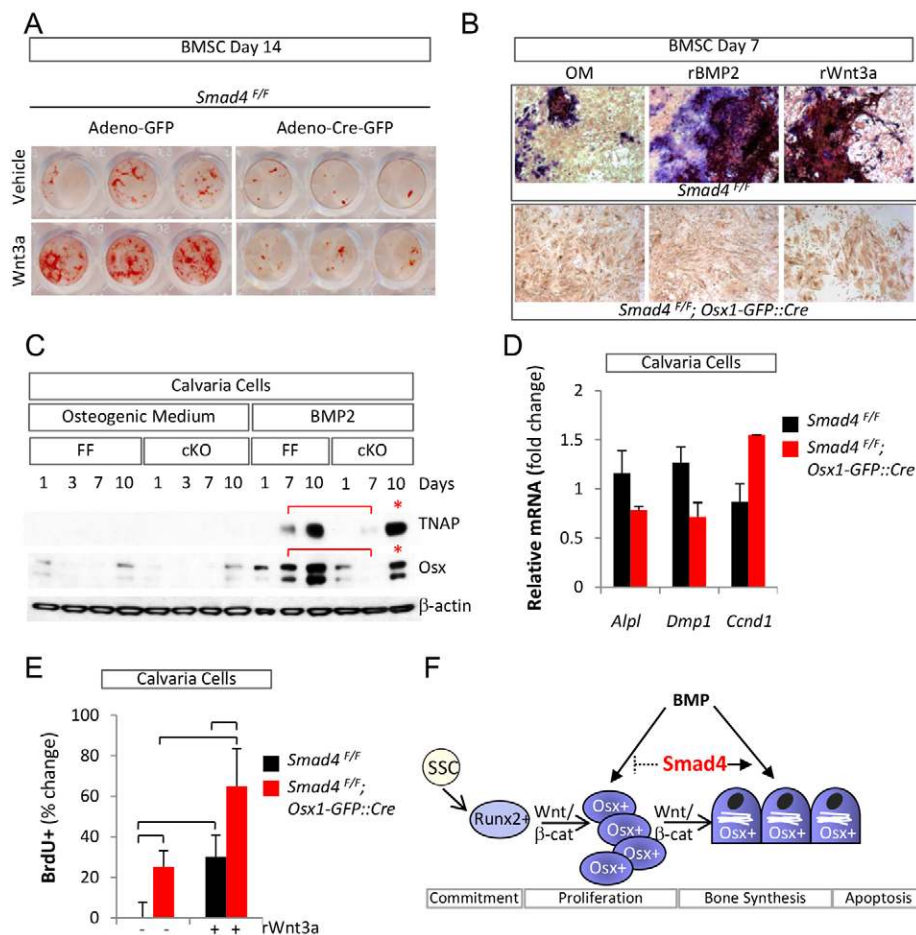 A
BMSC Day 14
Smad4 F/F
Adeno-GFP Adeno-Cre-GFP
Vehicle
Wnt3a
B
BMSC Day 7
OM rBMP2 rWnt3a
Smad4 F/F
Smad4 F/F; Osx1-GFP::Cre
C
Calvaria Cells
Osteogenic Medium BMP2
FF cKO FF cKO
1 3 7 10 1 3 7 10 1 7 10 1 7 10 Days
* TNAP
* Osx
β-actin
D
Calvaria Cells
Relative mRNA (fold change)
2
1.5
1
0.5
0
Alpl Dmp1 Ccnd1
Smad4 F/F
Smad4 F/F;
Osx1-GFP::Cre
E
Calvaria Cells
BrdU+ (% change)
100
80
60
40
20
0
- - + + rWnt3a
Smad4 F/F
Smad4 F/F;
Osx1-GFP::Cre
F
BMP
Smad4
SSC
Runx2+
Wnt/
β-cat
Osx+
Osx+
Osx+
Osx+
Wnt/
β-cat
Osx+ Osx+ Osx+
Commitment Proliferation Bone Synthesis Apoptosis